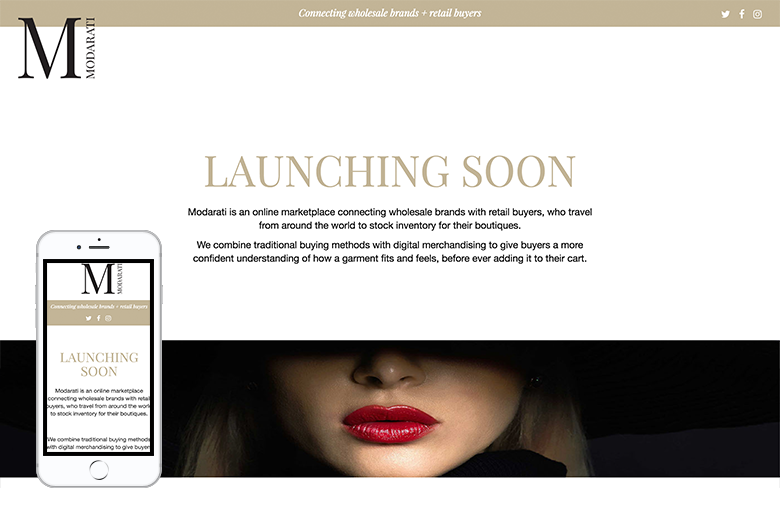 Connecting wholesale brands + retail buyers
M
MODARATI
LAUNCHING SOON
Modarati is an online marketplace connecting wholesale brands with retail buyers, who travel
from around the world to stock inventory for their boutiques.
We combine traditional buying methods with digital merchandising to give buyers a more
confident understanding of how a garment fits and feels, before ever adding it to their cart.
M
MODARATI
Connecting wholesale brands + retail buyers
LAUNCHING
SOON
Modarati is an online marketplace
connecting wholesale brands with retail
buyers, who travel from around the world
to stock inventory for their boutiques.
We combine traditional buying methods
with digital merchandising to give buyers